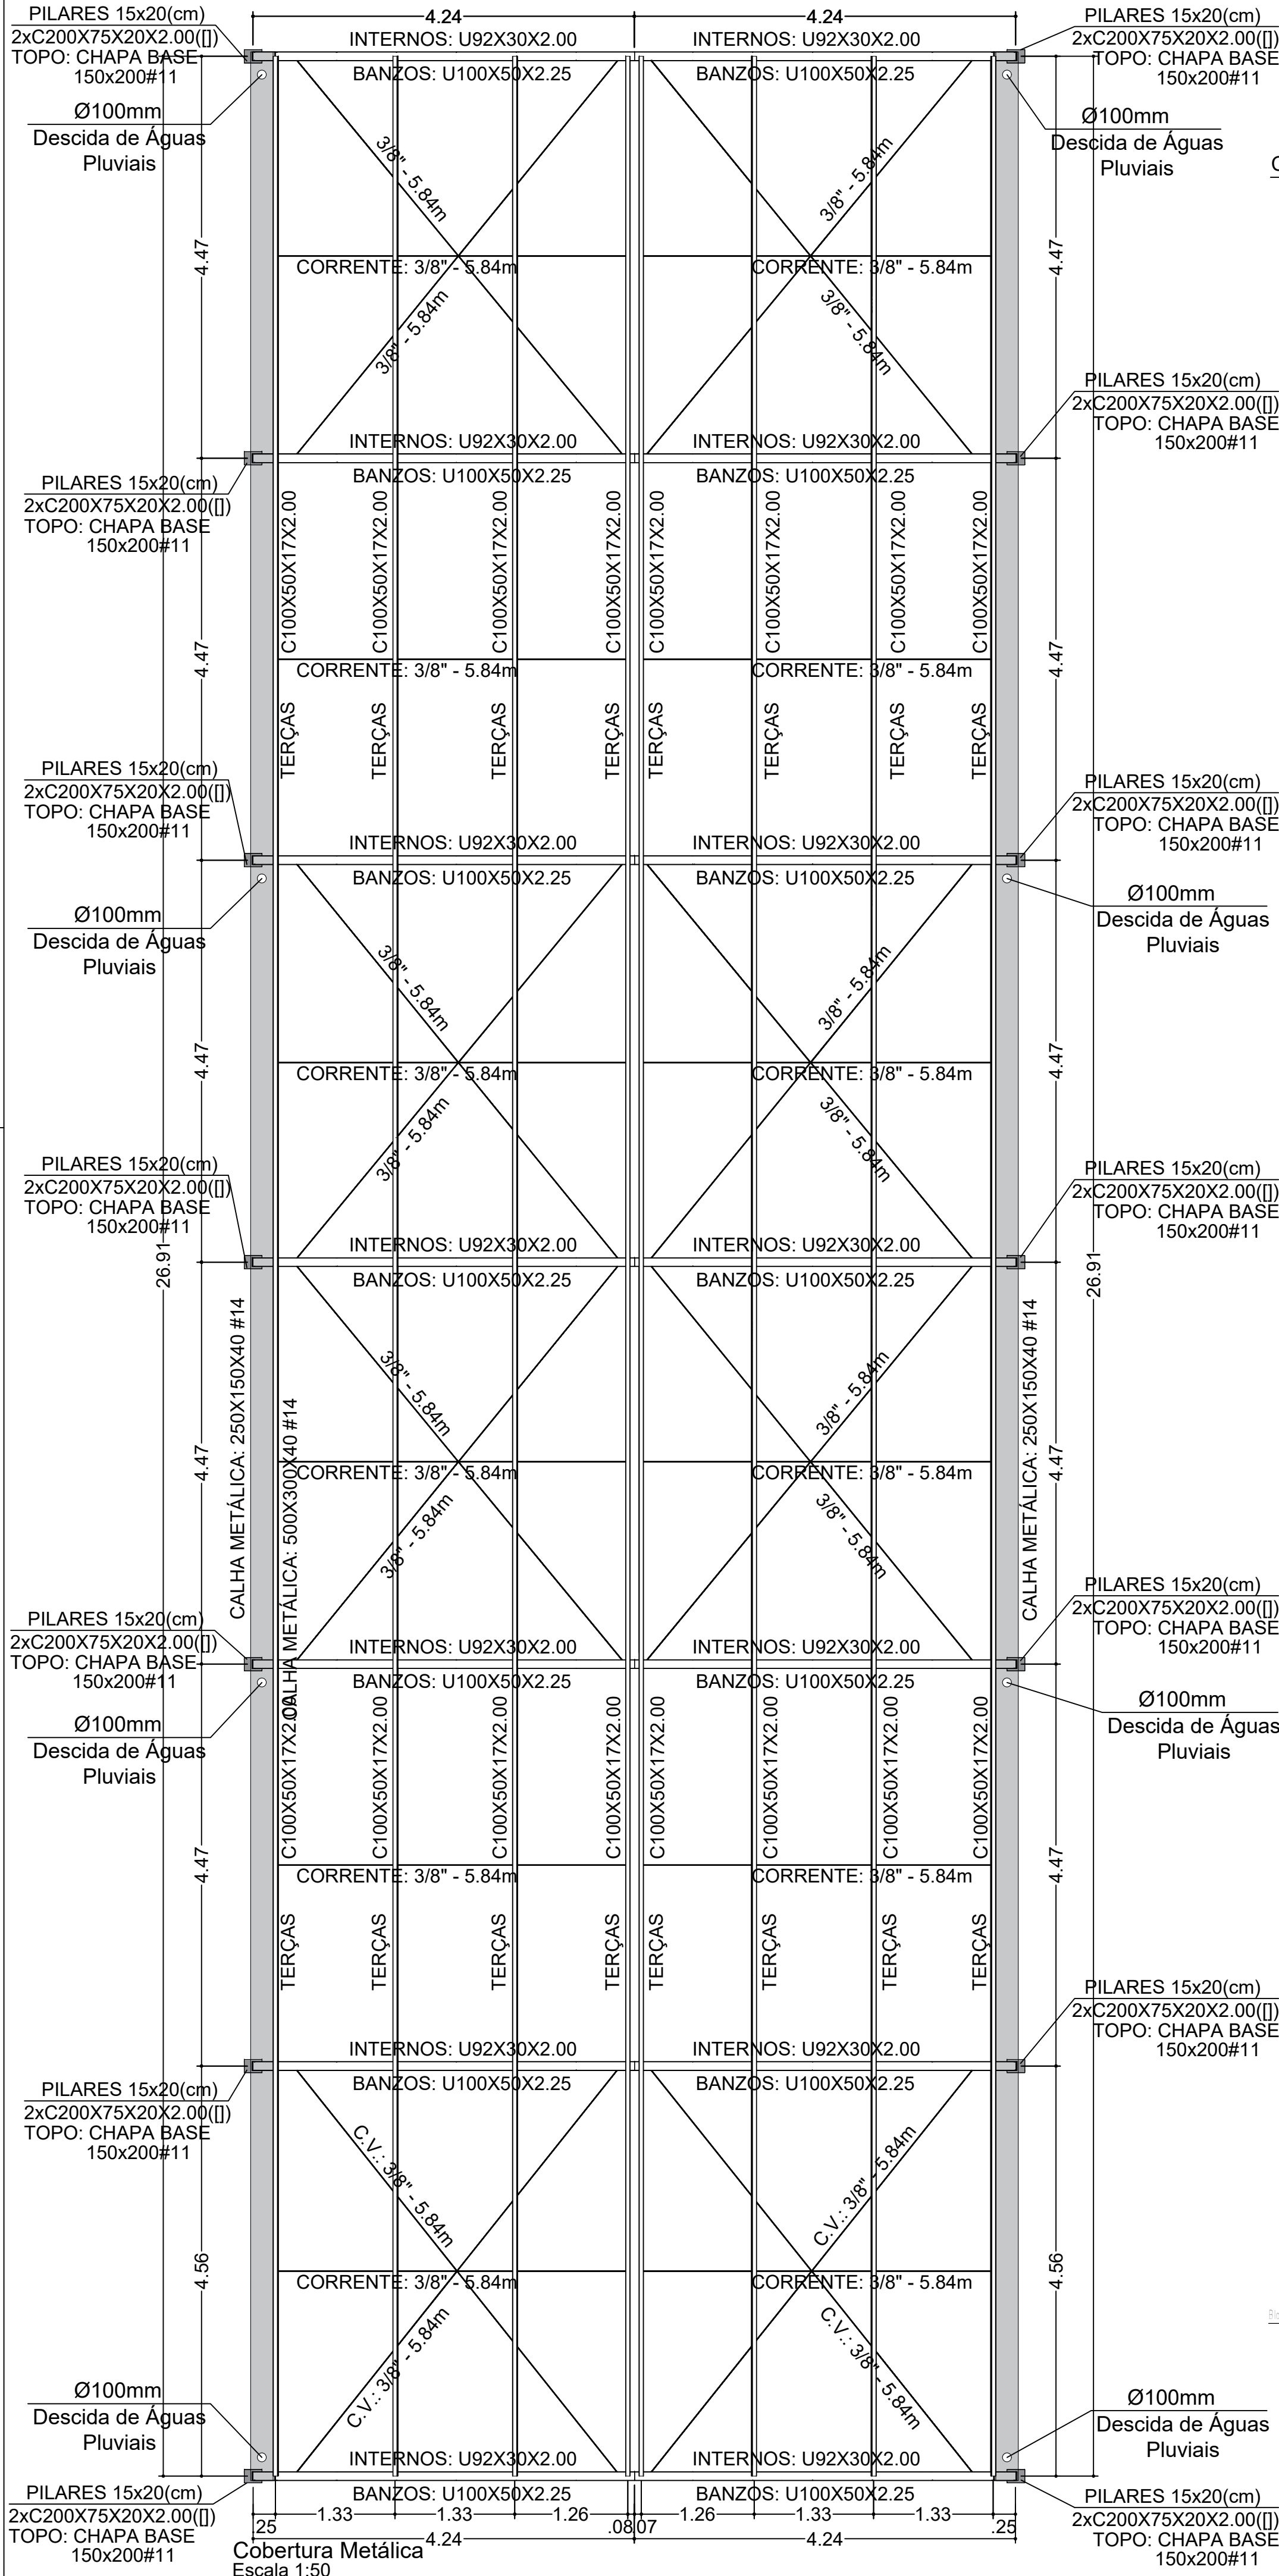 4.24
4.24
PILARES 15x20(cm)
2xC200X75X20X2.00([])
TOPO: CHAPA BASE
150x200#11
INTERNOS: U92X30X2.00
INTERNOS: U92X30X2.00
PILARES 15x20(cm)
2xC200X75X20X2.00([])
TOPO: CHAPA BASE
150x200#11
BANZOS: U100X50X2.25
BANZOS: U100X50X2.25
Ø100mm
Descida de Águas
Pluviais
Ø100mm
Descida de Águas
Pluviais
3/8" - 5.84m
3/8" - 5.84m
4.47
4.47
CORRENTE: 3/8" - 5.84m
CORRENTE: 3/8" - 5.84m
3/8" - 5.84m
3/8" - 5.84m
PILARES 15x20(cm)
2xC200X75X20X2.00([])
TOPO: CHAPA BASE
150x200#11
INTERNOS: U92X30X2.00
INTERNOS: U92X30X2.00
BANZOS: U100X50X2.25
BANZOS: U100X50X2.25
PILARES 15x20(cm)
2xC200X75X20X2.00([])
TOPO: CHAPA BASE
150x200#11
C100X50X17X2.00
C100X50X17X2.00
C100X50X17X2.00
C100X50X17X2.00
C100X50X17X2.00
C100X50X17X2.00
C100X50X17X2.00
C100X50X17X2.00
4.47
4.47
CORRENTE: 3/8" - 5.84m
CORRENTE: 3/8" - 5.84m
TERÇAS
TERÇAS
TERÇAS
TERÇAS
TERÇAS
TERÇAS
TERÇAS
TERÇAS
PILARES 15x20(cm)
2xC200X75X20X2.00([])
TOPO: CHAPA BASE
150x200#11
PILARES 15x20(cm)
2xC200X75X20X2.00([])
TOPO: CHAPA BASE
150x200#11
INTERNOS: U92X30X2.00
INTERNOS: U92X30X2.00
BANZOS: U100X50X2.25
BANZOS: U100X50X2.25
Ø100mm
Descida de Águas
Pluviais
Ø100mm
Descida de Águas
Pluviais
3/8" - 5.84m
3/8" - 5.84m
4.47
4.47
CORRENTE: 3/8" - 5.84m
CORRENTE: 3/8" - 5.84m
3/8" - 5.84m
3/8" - 5.84m
PILARES 15x20(cm)
2xC200X75X20X2.00([])
TOPO: CHAPA BASE
150x200#11
PILARES 15x20(cm)
2xC200X75X20X2.00([])
TOPO: CHAPA BASE
150x200#11
26.91
26.91
INTERNOS: U92X30X2.00
INTERNOS: U92X30X2.00
BANZOS: U100X50X2.25
BANZOS: U100X50X2.25
CALHA METÁLICA: 250X150X40 #14
CALHA METÁLICA: 500X300X40 #14
CALHA METÁLICA: 250X150X40 #14
3/8" - 5.84m
3/8" - 5.84m
4.47
4.47
CORRENTE: 3/8" - 5.84m
CORRENTE: 3/8" - 5.84m
3/8" - 5.84m
3/8" - 5.84m
PILARES 15x20(cm)
2xC200X75X20X2.00([])
TOPO: CHAPA BASE
150x200#11
PILARES 15x20(cm)
2xC200X75X20X2.00([])
TOPO: CHAPA BASE
150x200#11
INTERNOS: U92X30X2.00
INTERNOS: U92X30X2.00
BANZOS: U100X50X2.25
BANZOS: U100X50X2.25
Ø100mm
Descida de Águas
Pluviais
Ø100mm
Descida de Águas
Pluviais
C100X50X17X2.00
C100X50X17X2.00
C100X50X17X2.00
C100X50X17X2.00
C100X50X17X2.00
C100X50X17X2.00
C100X50X17X2.00
C100X50X17X2.00
4.47
4.47
CORRENTE: 3/8" - 5.84m
CORRENTE: 3/8" - 5.84m
TERÇAS
TERÇAS
TERÇAS
TERÇAS
TERÇAS
TERÇAS
TERÇAS
TERÇAS
PILARES 15x20(cm)
2xC200X75X20X2.00([])
TOPO: CHAPA BASE
150x200#11
INTERNOS: U92X30X2.00
INTERNOS: U92X30X2.00
BANZOS: U100X50X2.25
BANZOS: U100X50X2.25
PILARES 15x20(cm)
2xC200X75X20X2.00([])
TOPO: CHAPA BASE
150x200#11
C.V.: 3/8" - 5.84m
C.V.: 3/8" - 5.84m
4.56
4.56
CORRENTE: 3/8" - 5.84m
CORRENTE: 3/8" - 5.84m
C.V.: 3/8" - 5.84m
C.V.: 3/8" - 5.84m
Ø100mm
Descida de Águas
Pluviais
Ø100mm
Descida de Águas
Pluviais
INTERNOS: U92X30X2.00
INTERNOS: U92X30X2.00
BANZOS: U100X50X2.25
BANZOS: U100X50X2.25
PILARES 15x20(cm)
2xC200X75X20X2.00([])
TOPO: CHAPA BASE
150x200#11
PILARES 15x20(cm)
2xC200X75X20X2.00([])
TOPO: CHAPA BASE
150x200#11
.25 1.33 1.33 1.26 .08 .07 1.26 1.33 1.33 .25
4.24
4.24
Cobertura Metálica
Escala 1:50